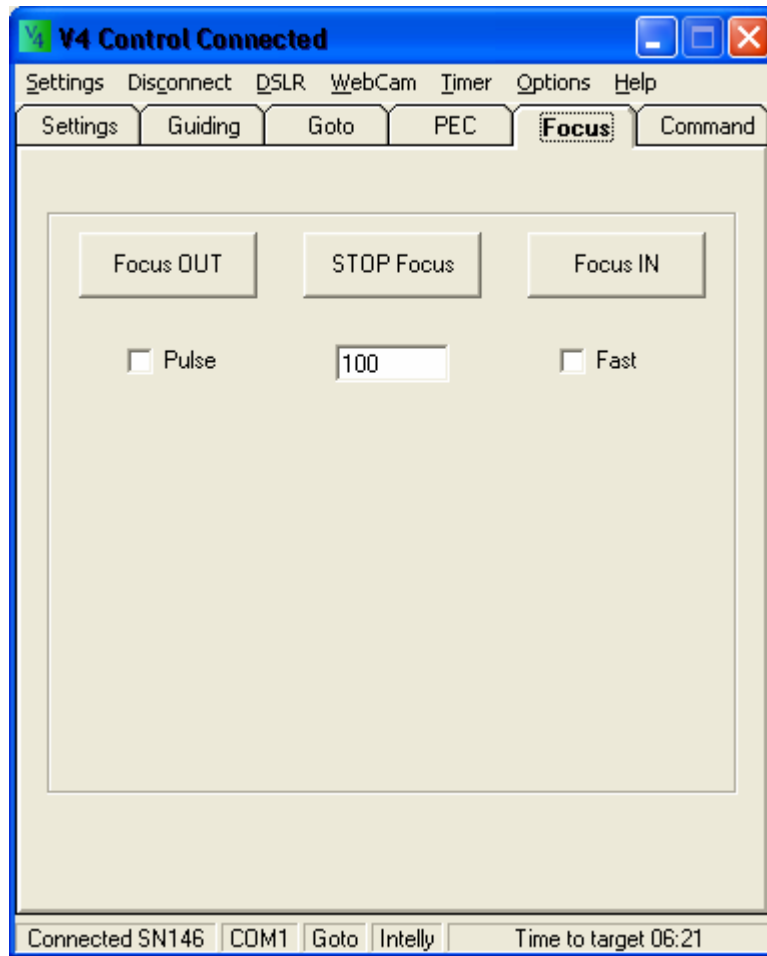 V4 V4 Control Connected
Settings Disconnect DSLR WebCam Timer Options Help
Settings Guiding Goto PEC Focus Command
Focus OUT STOP Focus Focus IN
Pulse 100 Fast
Connected SN146 COM1 Goto Intelly Time to target 06:21